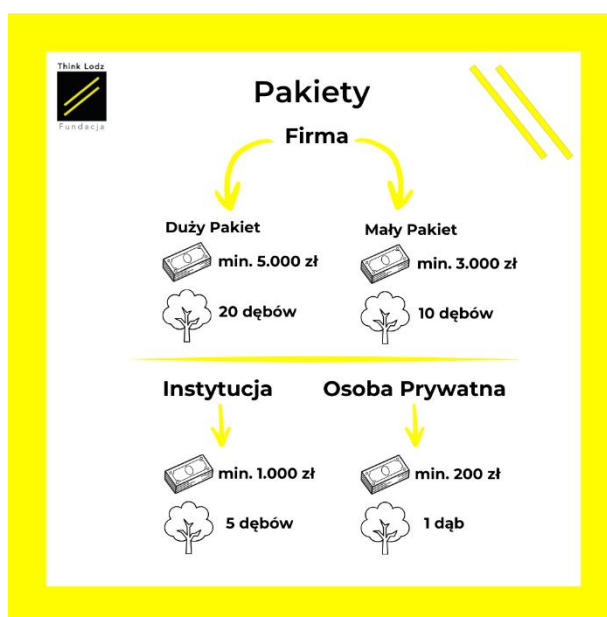 Think Lodz
Fundacja
Pakiety
Firma
Duży Pakiet
min. 5.000 zł
20 dębów
Mały Pakiet
min. 3.000 zł
10 dębów
Instytucja
min. 1.000 zł
5 dębów
Osoba Prywatna
min. 200 zł
1 dąb